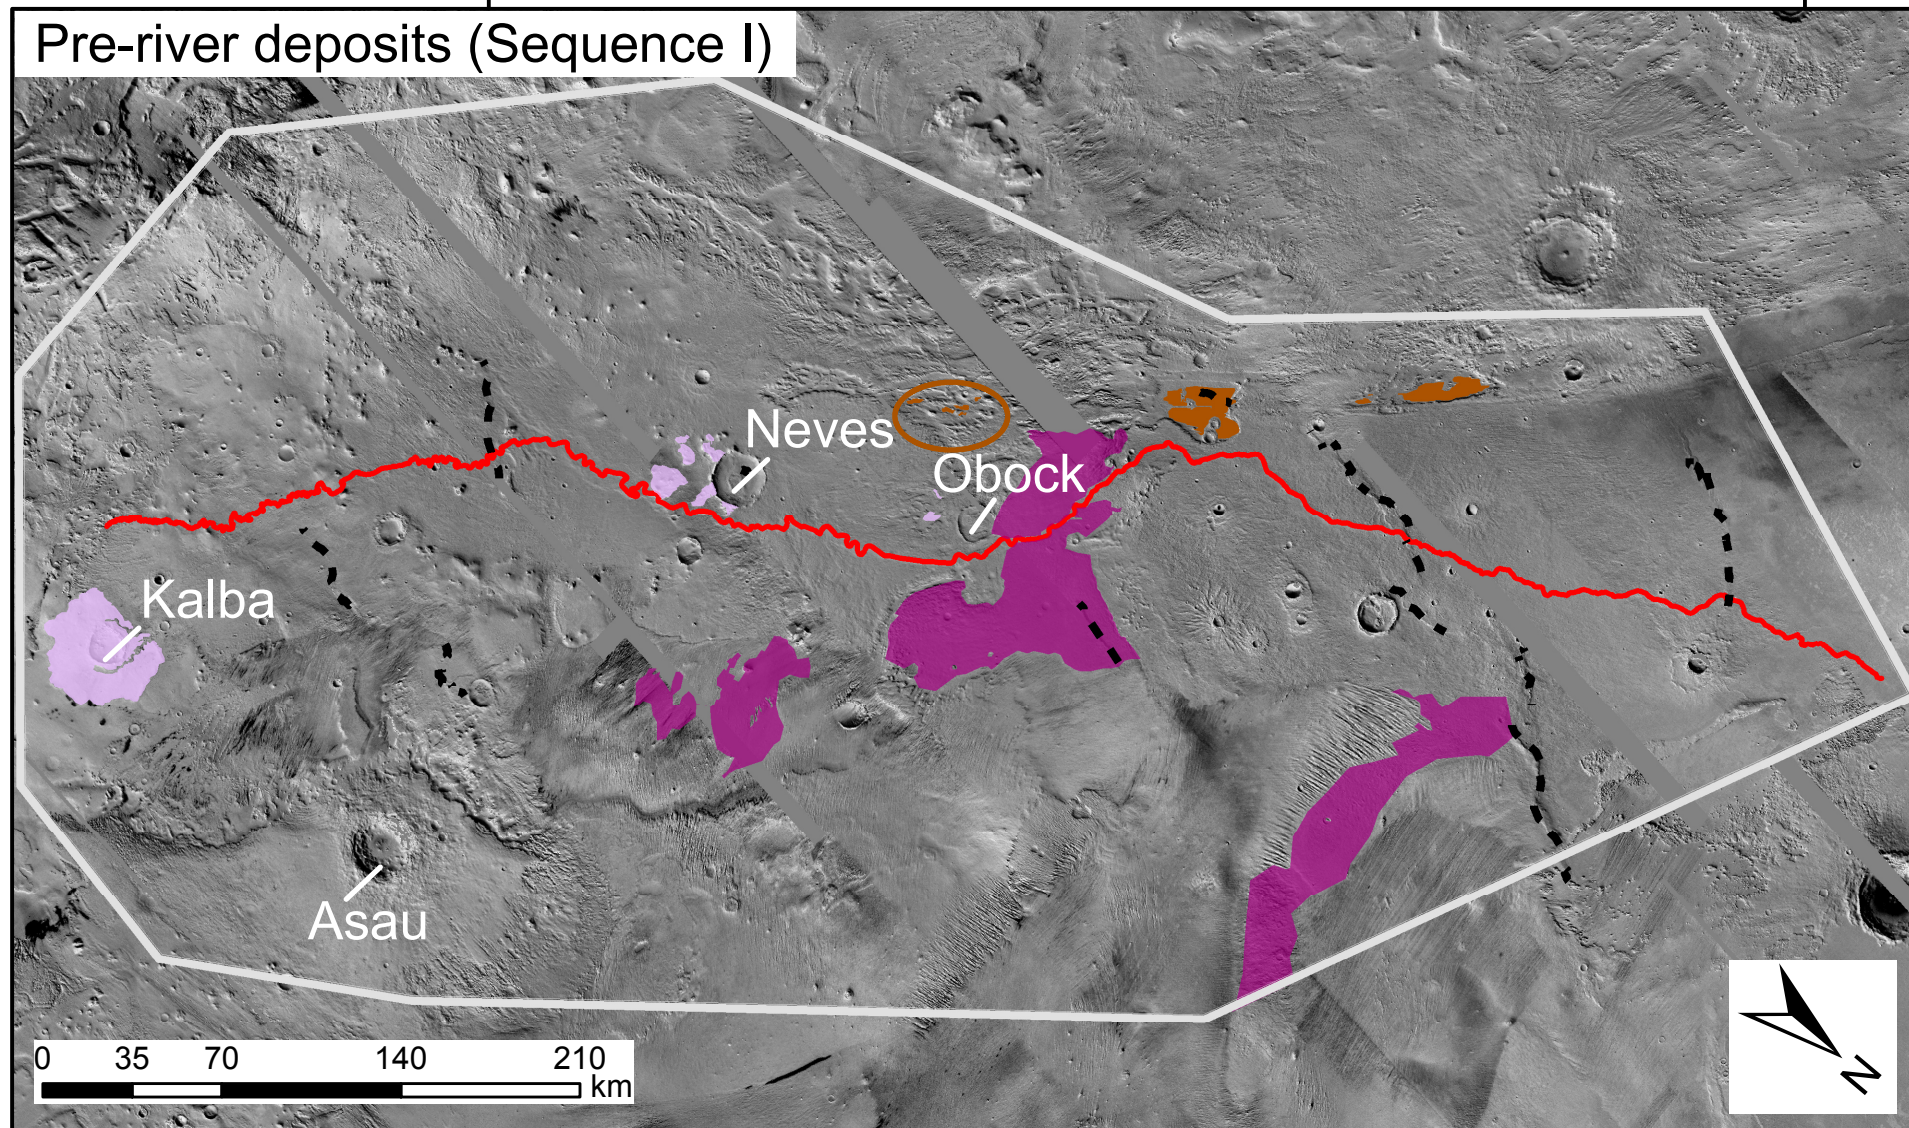 Pre-river deposits (Sequence I)
Neves
Obock
Kalba
Asau
0 35 70 140 210
km
N